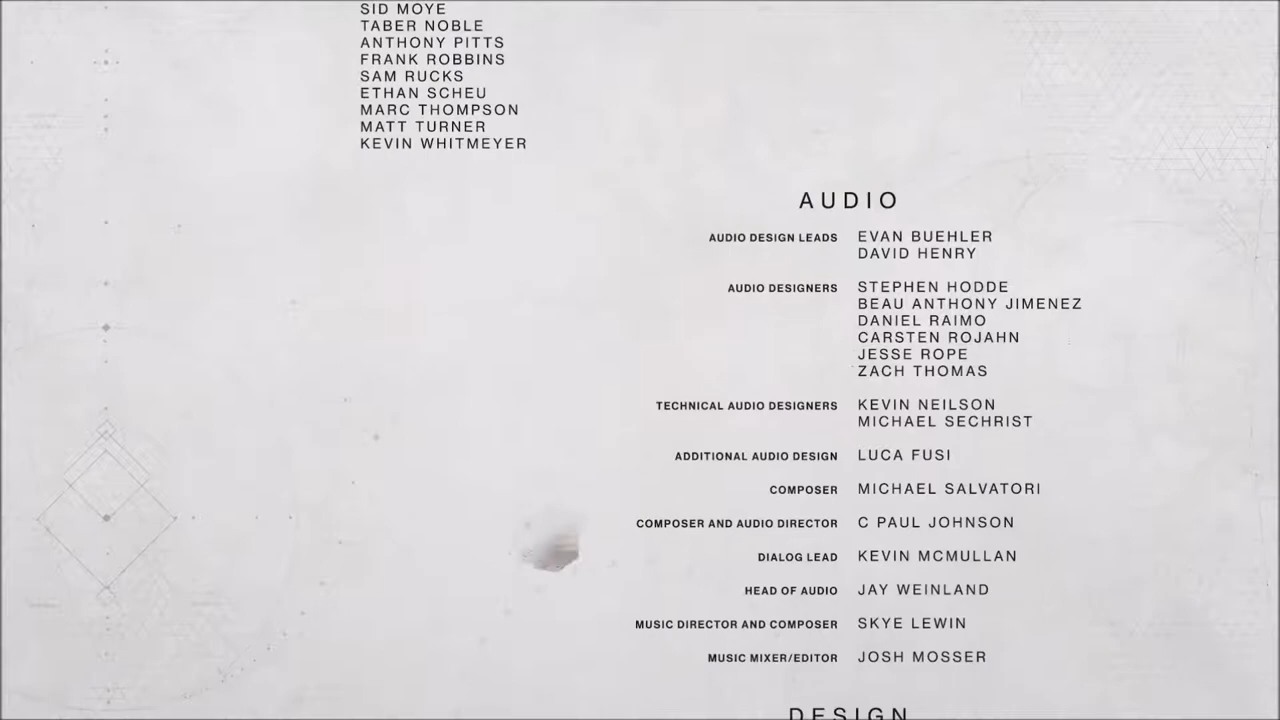 SID MOYE
TABER NOBLE
ANTHONY PITTS
FRANK ROBBINS
SAM RUCKS
ETHAN SCHEU
MARC THOMPSON
MATT TURNER
KEVIN WHITMEYER
AUDIO
AUDIO DESIGN LEADS EVAN BUEHLER
DAVID HENRY
AUDIO DESIGNERS STEPHEN HODDE
BEAU ANTHONY JIMENEZ
DANIEL RAIMO
CARSTEN ROJAHN
JESSE ROPE
ZACH THOMAS
TECHNICAL AUDIO DESIGNERS KEVIN NEILSON
MICHAEL SECHRIST
ADDITIONAL AUDIO DESIGN LUCA FUSI
COMPOSER MICHAEL SALVATORI
COMPOSER AND AUDIO DIRECTOR C PAUL JOHNSON
DIALOG LEAD KEVIN MCMULLAN
HEAD OF AUDIO JAY WEINLAND
MUSIC DIRECTOR AND COMPOSER SKYE LEWIN
MUSIC MIXER/EDITOR JOSH MOSSER
DESIGN